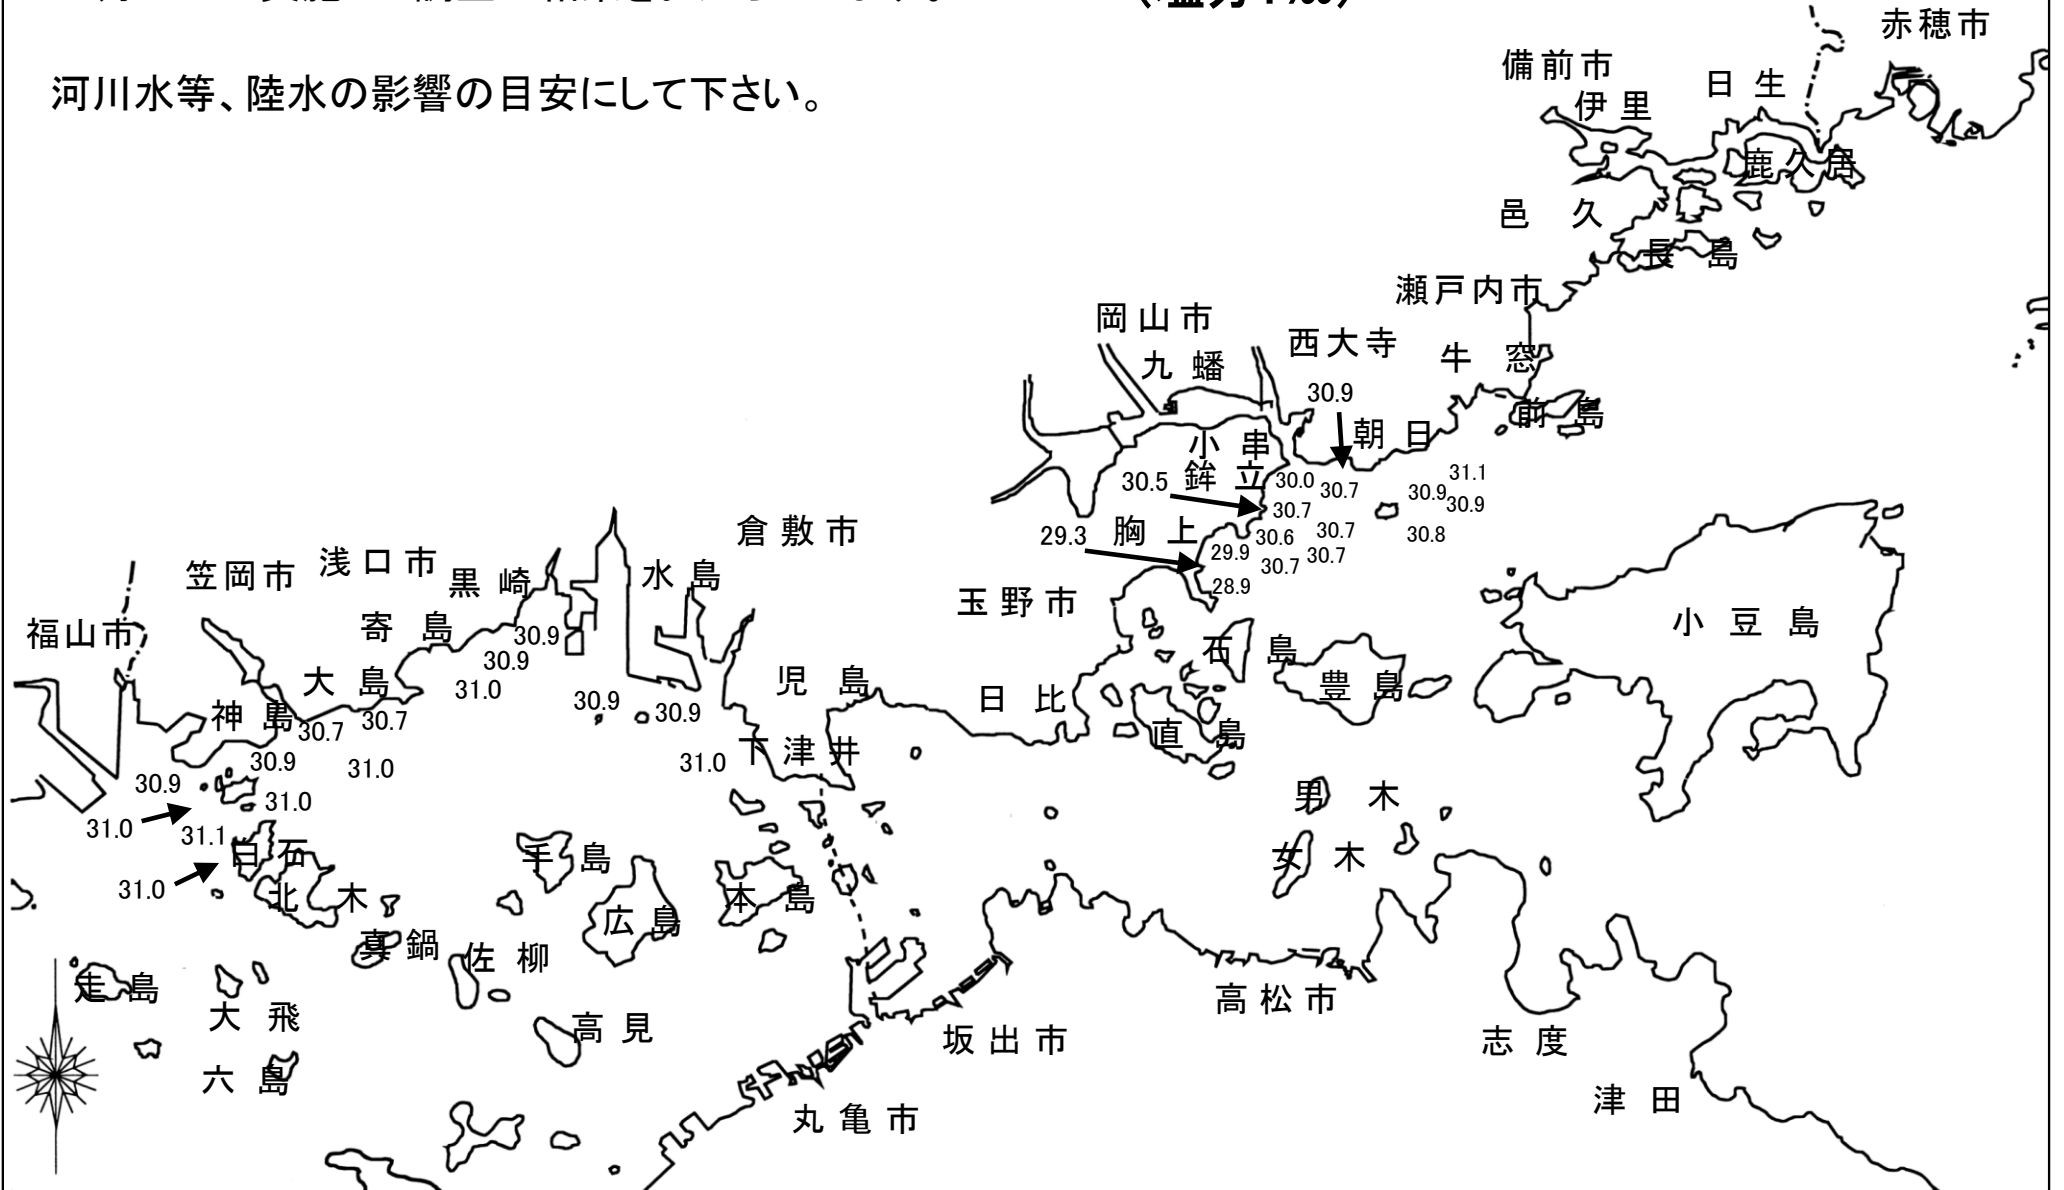 （塩分：‰）
赤穂市
備前市
日生
伊里
河川水等、陸水の影響の目安にして下さい。
鹿久居
邑久
長島
瀬戸内市
岡山市
西大寺
九蟠
牛窓
30.9
前島
朝日
小串
31.1
30.5
鉾立
30.0
30.7
30.9
30.9
30.7
29.3
胸上
倉敷市
30.6
30.7
30.8
29.9
30.7
30.7
28.9
笠岡市
浅口市
黒崎
水島
玉野市
小豆島
福山市
寄島
30.9
30.9
石島
大島
31.0
児島
豊島
30.9
30.9
日比
神島
30.7
30.7
直島
30.9
31.0
31.0
下津井
30.9
31.0
男木
31.0
31.1
白石
手島
女木
31.0
北木
本島
広島
真鍋
佐柳
走島
高松市
大飛
高見
坂出市
志度
六島
津田
丸亀市